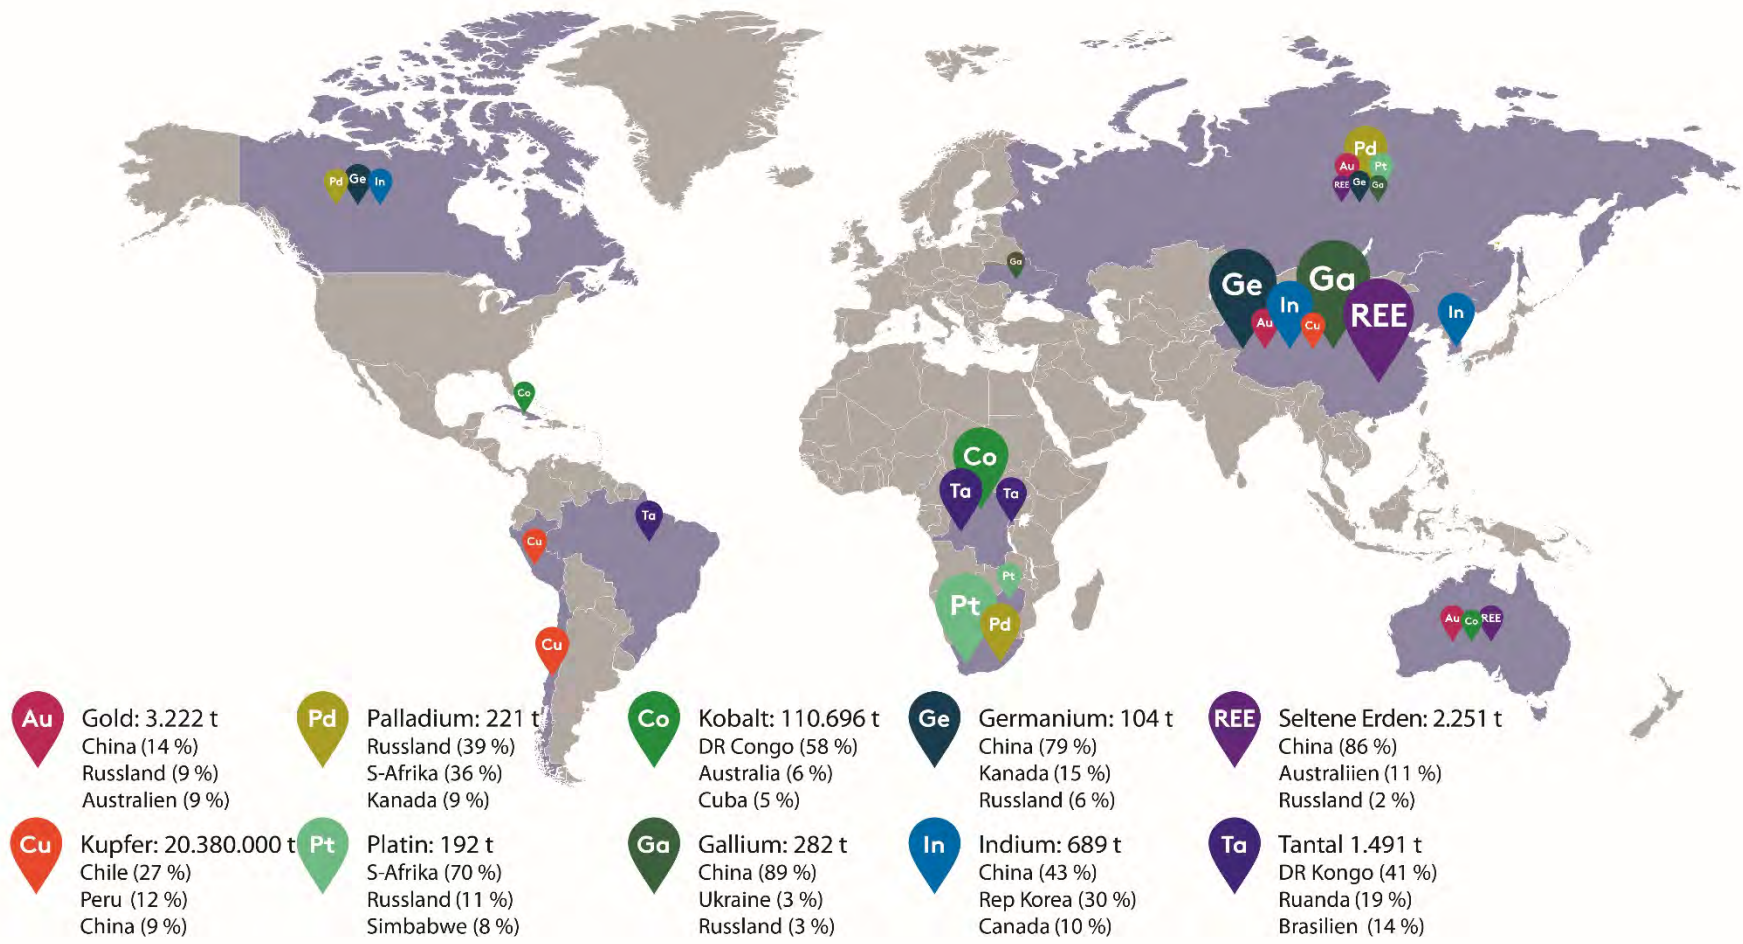 Pd Ge In
Pd
Au Pt
REE Ge Ga
Ga
Ge Ga
In REE In
Au Cu
Co
Co
Ta Ta
Ta
Cu
Pt
Pt
Pd
Au Co REE
Cu
Au Gold: 3.222 t
China (14 %)
Russland (9 %)
Australien (9 %)
Pd Palladium: 221 t
Russland (39 %)
S-Afrika (36 %)
Kanada (9 %)
Co Kobalt: 110.696 t
DR Congo (58 %)
Australia (6 %)
Cuba (5 %)
Ge Germanium: 104 t
China (79 %)
Kanada (15 %)
Russland (6 %)
REE Seltene Erden: 2.251 t
China (86 %)
Australiien (11 %)
Russland (2 %)
Cu Kupfer: 20.380.000 t
Chile (27 %)
Peru (12 %)
China (9 %)
Pt Platin: 192 t
S-Afrika (70 %)
Russland (11 %)
Simbabwe (8 %)
Ga Gallium: 282 t
China (89 %)
Ukraine (3 %)
Russland (3 %)
In Indium: 689 t
China (43 %)
Rep Korea (30 %)
Canada (10 %)
Ta Tantal 1.491 t
DR Kongo (41 %)
Ruanda (19 %)
Brasilien (14 %)